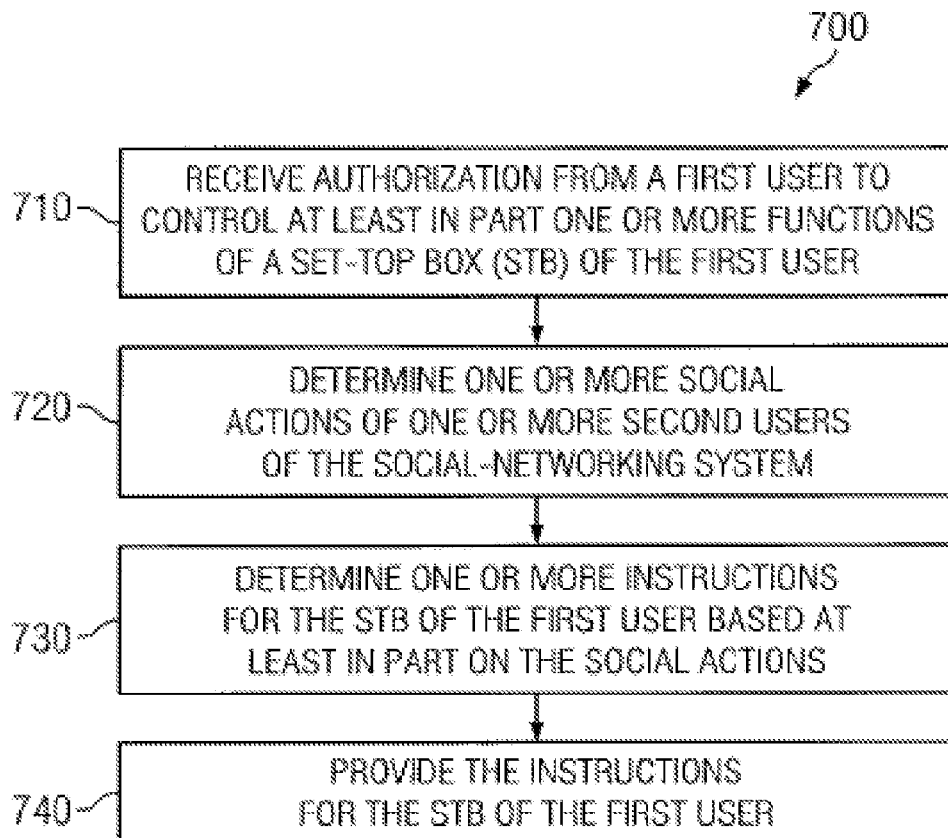 700
710
RECEIVE AUTHORIZATION FROM A FIRST USER TO
CONTROL AT LEAST IN PART ONE OR MORE FUNCTIONS
OF A SET-TOP BOX (STB) OF THE FIRST USER
720
DETERMINE ONE OR MORE SOCIAL
ACTIONS OF ONE OR MORE SECOND USERS
OF THE SOCIAL-NETWORKING SYSTEM
730
DETERMINE ONE OR MORE INSTRUCTIONS
FOR THE STB OF THE FIRST USER BASED AT
LEAST IN PART ON THE SOCIAL ACTIONS
740
PROVIDE THE INSTRUCTIONS
FOR THE STB OF THE FIRST USER